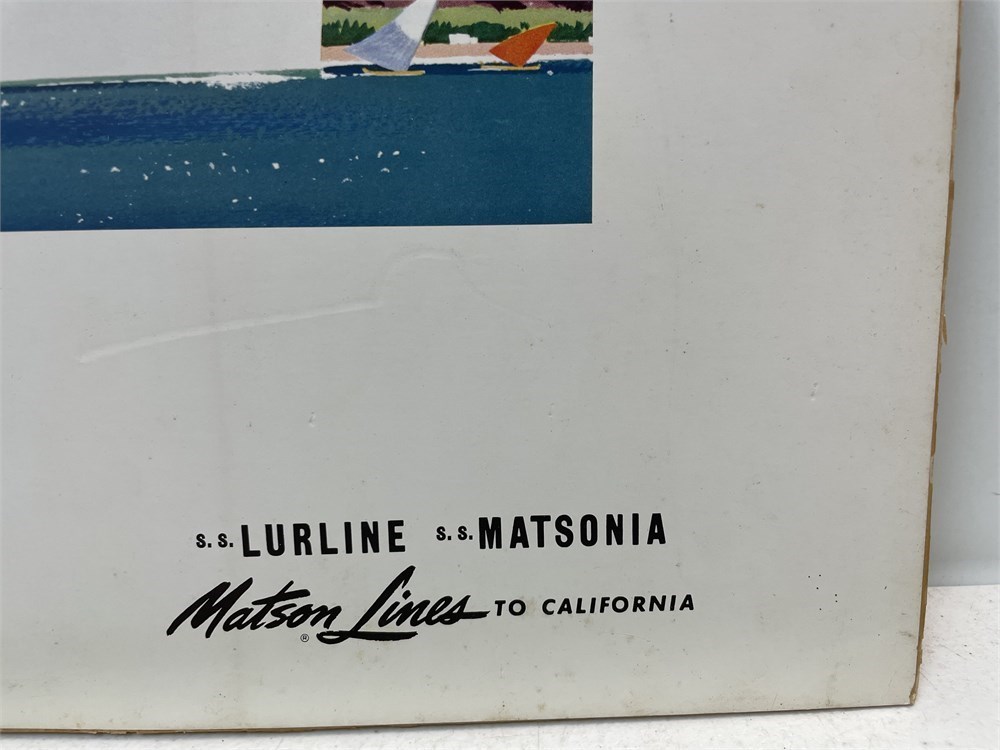 S.S. LURLINE S.S. MATSONIA
Matson Lines TO CALIFORNIA
®